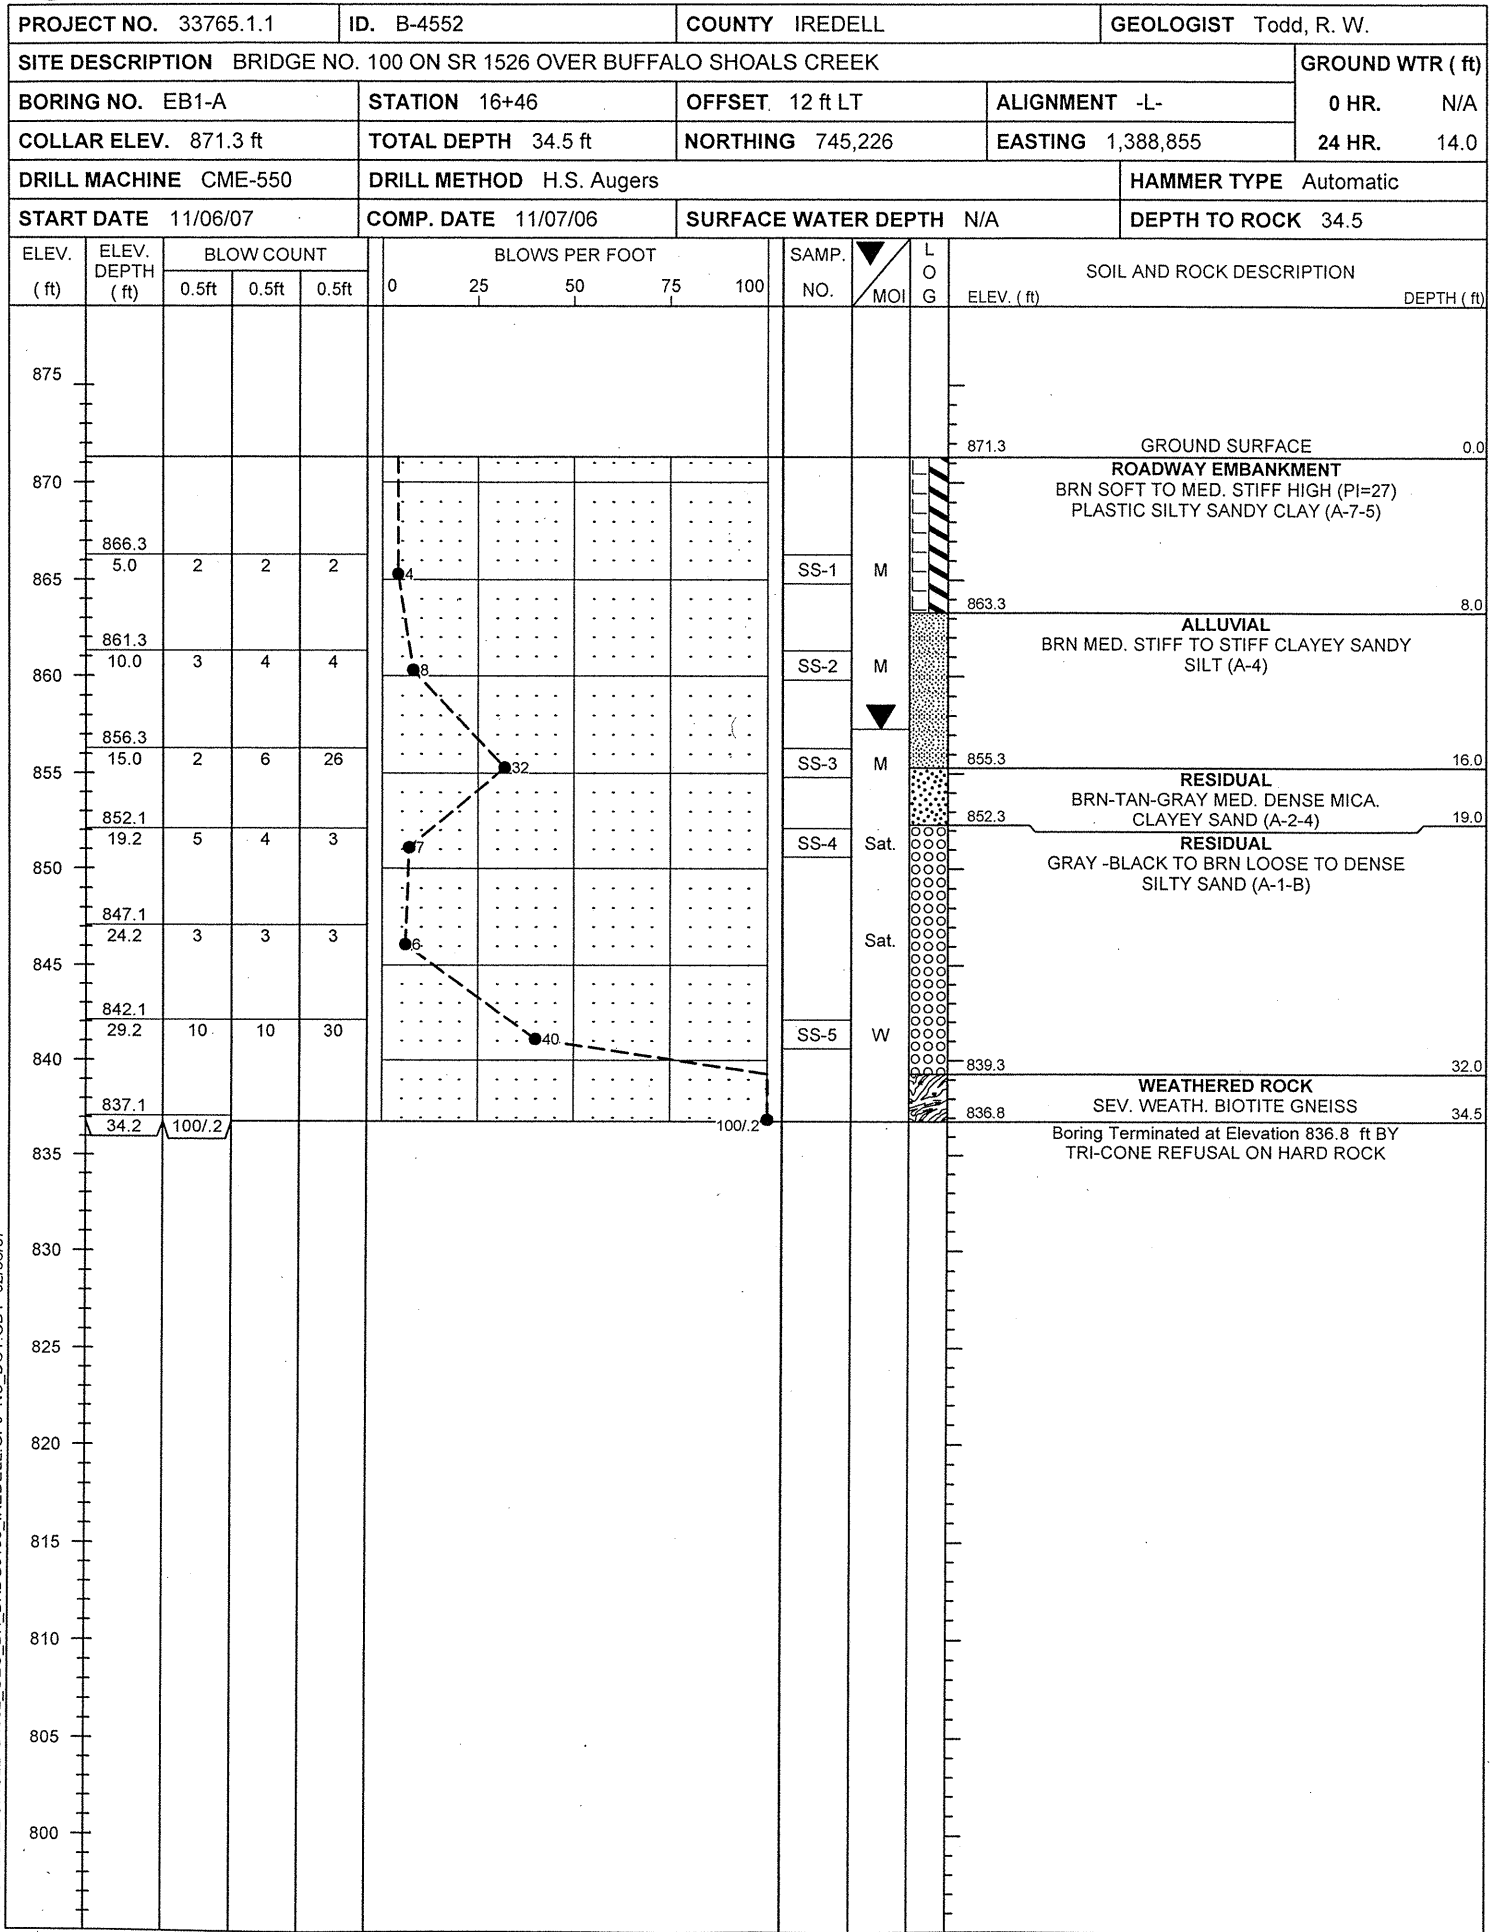 PROJECT NO. 33765.1.1 ID. B-4552 COUNTY IREDELL GEOLOGIST Todd, R. W.
SITE DESCRIPTION BRIDGE NO. 100 ON SR 1526 OVER BUFFALO SHOALS CREEK GROUND WTR ( ft)
BORING NO. EB1-A STATION 16+46 OFFSET 12 ft LT ALIGNMENT -L- 0 HR. N/A
COLLAR ELEV. 871.3 ft TOTAL DEPTH 34.5 ft NORTHING 745,226 EASTING 1,388,855 24 HR. 14.0
DRILL MACHINE CME-550 DRILL METHOD H.S. Augers HAMMER TYPE Automatic
START DATE 11/06/07 COMP. DATE 11/07/06 SURFACE WATER DEPTH N/A DEPTH TO ROCK 34.5
ELEV. ELEV. BLOW COUNT BLOWS PER FOOT SAMP. L
DEPTH O SOIL AND ROCK DESCRIPTION
( ft) ( ft) 0.5ft 0.5ft 0.5ft 0 25 50 75 100 NO. MOI G ELEV. ( ft) DEPTH ( ft)
875
871.3 GROUND SURFACE 0.0
ROADWAY EMBANKMENT
870 BRN SOFT TO MED. STIFF HIGH (PI=27)
PLASTIC SILTY SANDY CLAY (A-7-5)
866.3
5.0 2 2 2 4 SS-1 M
865
863.3 8.0
ALLUVIAL
861.3 BRN MED. STIFF TO STIFF CLAYEY SANDY
10.0 3 4 4 8 SS-2 M SILT (A-4)
860
856.3
15.0 2 6 26 32 SS-3 M 855.3 16.0
855 RESIDUAL
BRN-TAN-GRAY MED. DENSE MICA.
852.1 852.3 CLAYEY SAND (A-2-4) 19.0
19.2 5 4 3 7 SS-4 Sat. RESIDUAL
850 GRAY -BLACK TO BRN LOOSE TO DENSE
SILTY SAND (A-1-B)
847.1
24.2 3 3 3 6 Sat.
845
842.1
29.2 10 10 30 40 SS-5 W
840 839.3 32.0
WEATHERED ROCK
837.1 836.8 SEV. WEATH. BIOTITE GNEISS 34.5
34.2 100/.2 100/.2
Boring Terminated at Elevation 836.8 ft BY
835 TRI-CONE REFUSAL ON HARD ROCK
830
825
820
815
810
805
800